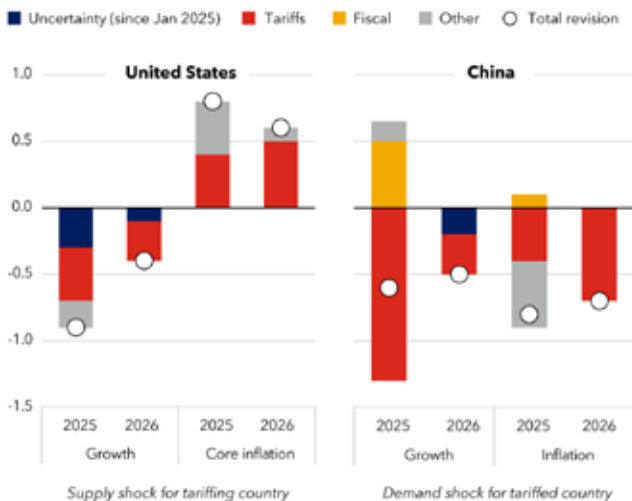 Uncertainty (since Jan 2025) Tariffs Fiscal Other Total revision
United States China
1.0
0.5
0.0
-0.5
-1.0
-1.5
2025 2026 2025 2026 2025 2026 2025 2026
Growth Core inflation Growth Inflation
Supply shock for tariffing country Demand shock for tariffed country